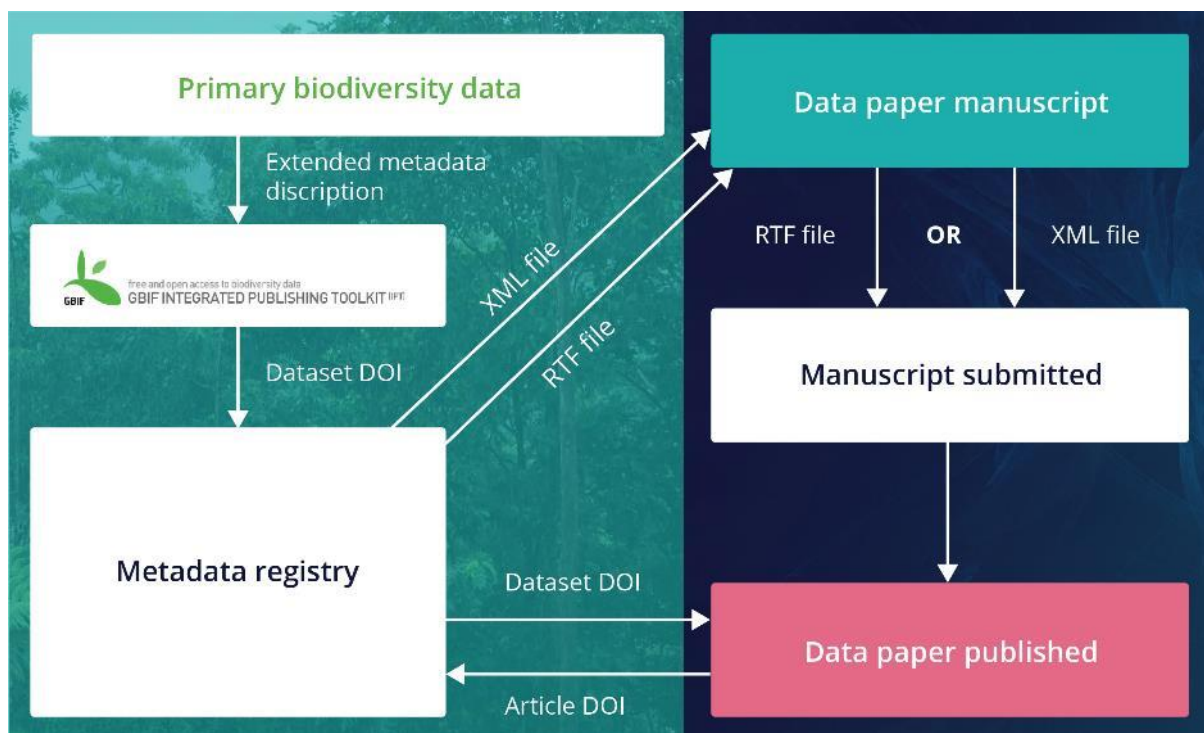 Primary biodiversity data
Extended metadata
discription
GBIF
free and open access to biodiversity data
GBIF INTEGRATED PUBLISHING TOOLKIT (IPT)
Dataset DOI
Metadata registry
XML file
RTF file
Data paper manuscript
RTF file
OR
XML file
Manuscript submitted
Dataset DOI
Article DOI
Data paper published